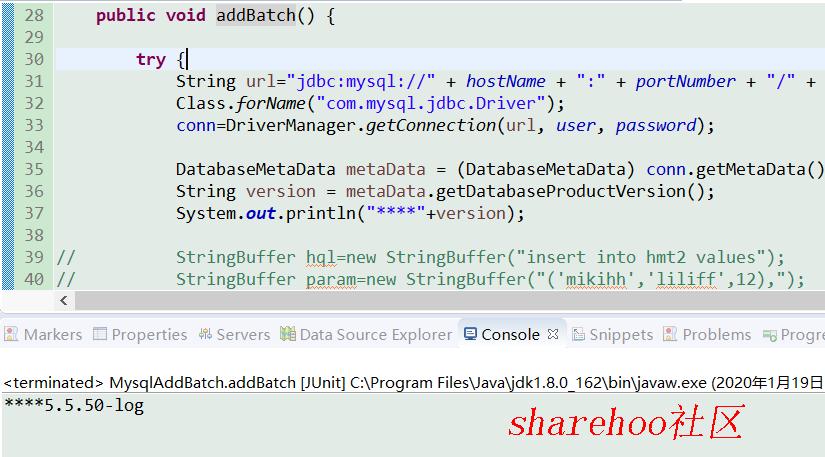 28 public void addBatch() {
29
30 try {
31 String url="jdbc:mysql://" + hostName + ":" + portNumber + "/" +
32 Class.forName("com.mysql.jdbc.Driver");
33 conn=DriverManager.getConnection(url, user, password);
34
35 DatabaseMetaData metaData = (DatabaseMetaData) conn.getMetaData()
36 String version = metaData.getDatabaseProductVersion();
37 System.out.println("****"+version);
38
39 // StringBuffer hql=new StringBuffer("insert into hmt2 values");
40 // StringBuffer param=new StringBuffer("('mikihh','liliff',12),");
Markers Properties Servers Data Source Explorer Console Snippets Problems Progre
<terminated> MysqlAddBatch.addBatch [JUnit] C:\Program Files\Java\jdk1.8.0_162\bin\javaw.exe (2020年1月19日
****5.5.50-log
sharehoo社区